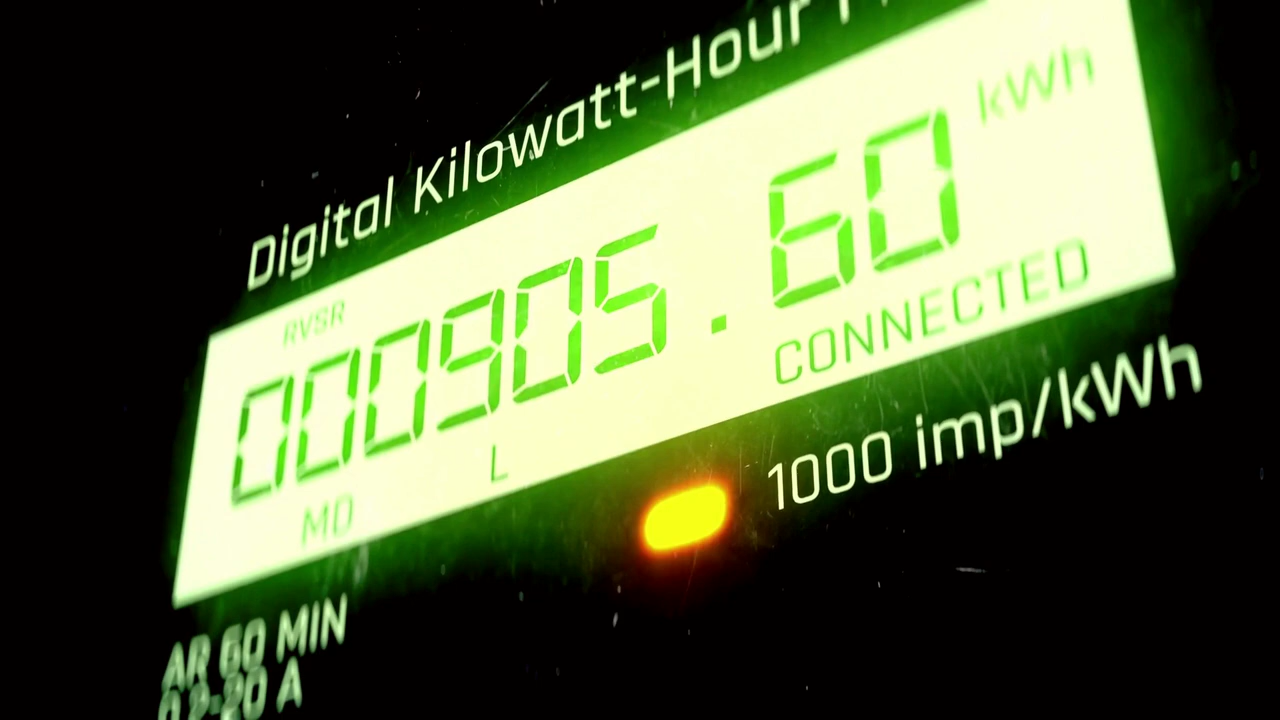 Digital Kilowatt-Hour
kWh
RVSR
000905.60
CONNECTED
MD
L
1000 imp/kWh
AR 60 MIN
0.2-20 A